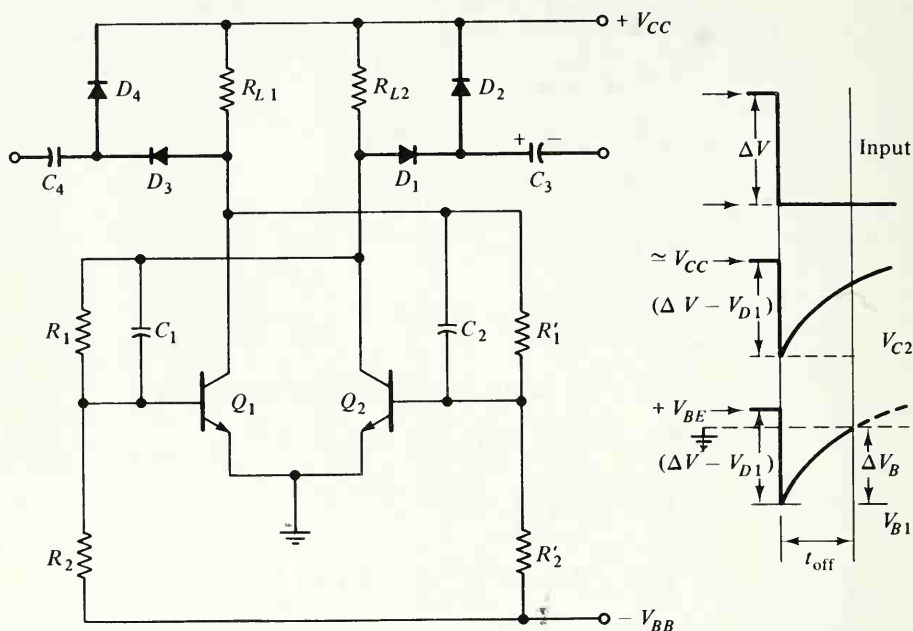 + V_CC
D_4
R_L1
R_L2
D_2
C_4
D_3
D_1
+ −
C_3
R_1
C_1
C_2
R'_1
Q_1
Q_2
R_2
R'_2
− V_BB
ΔV
Input
≃ V_CC
(ΔV − V_D1)
V_C2
+ V_BE
(ΔV − V_D1)
ΔV_B
V_B1
t_off